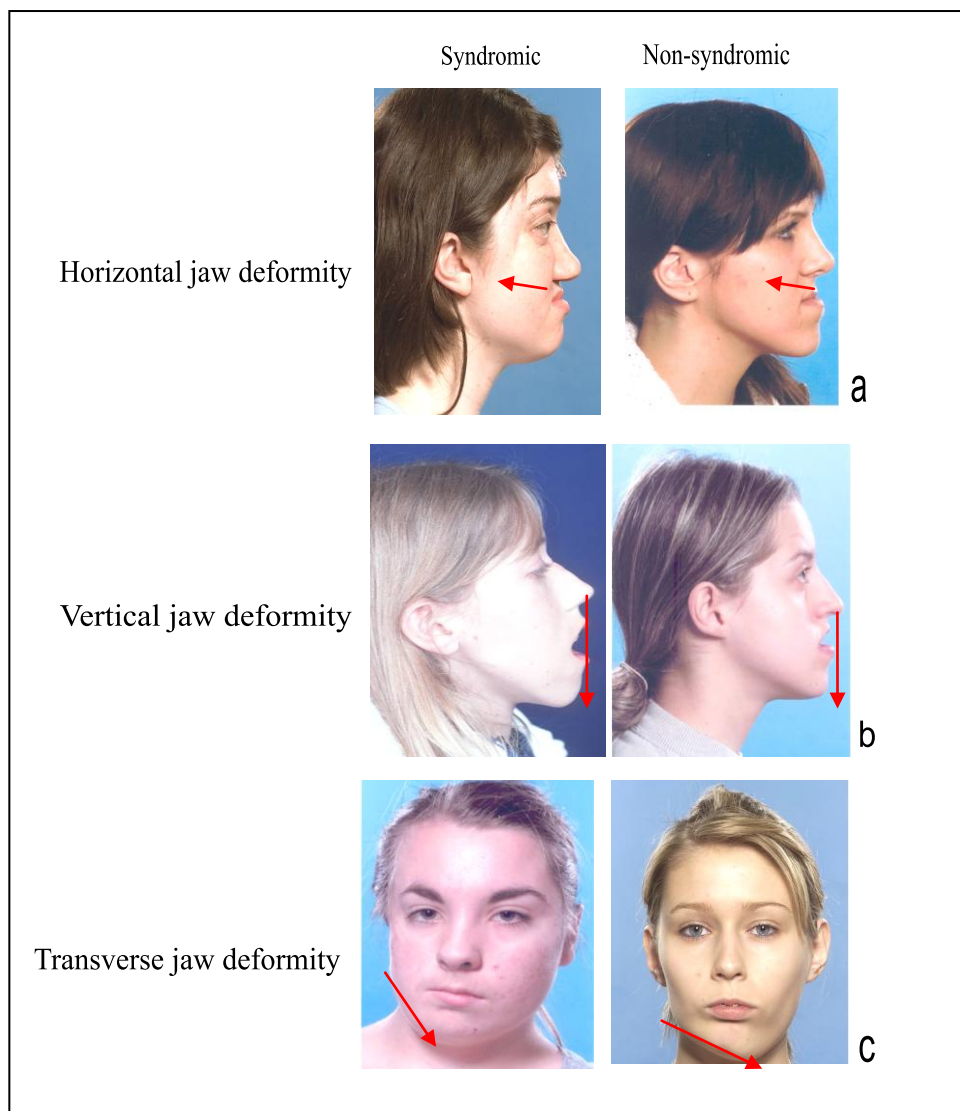 Syndromic
Non-syndromic
Horizontal jaw deformity
a
Vertical jaw deformity
b
Transverse jaw deformity
c